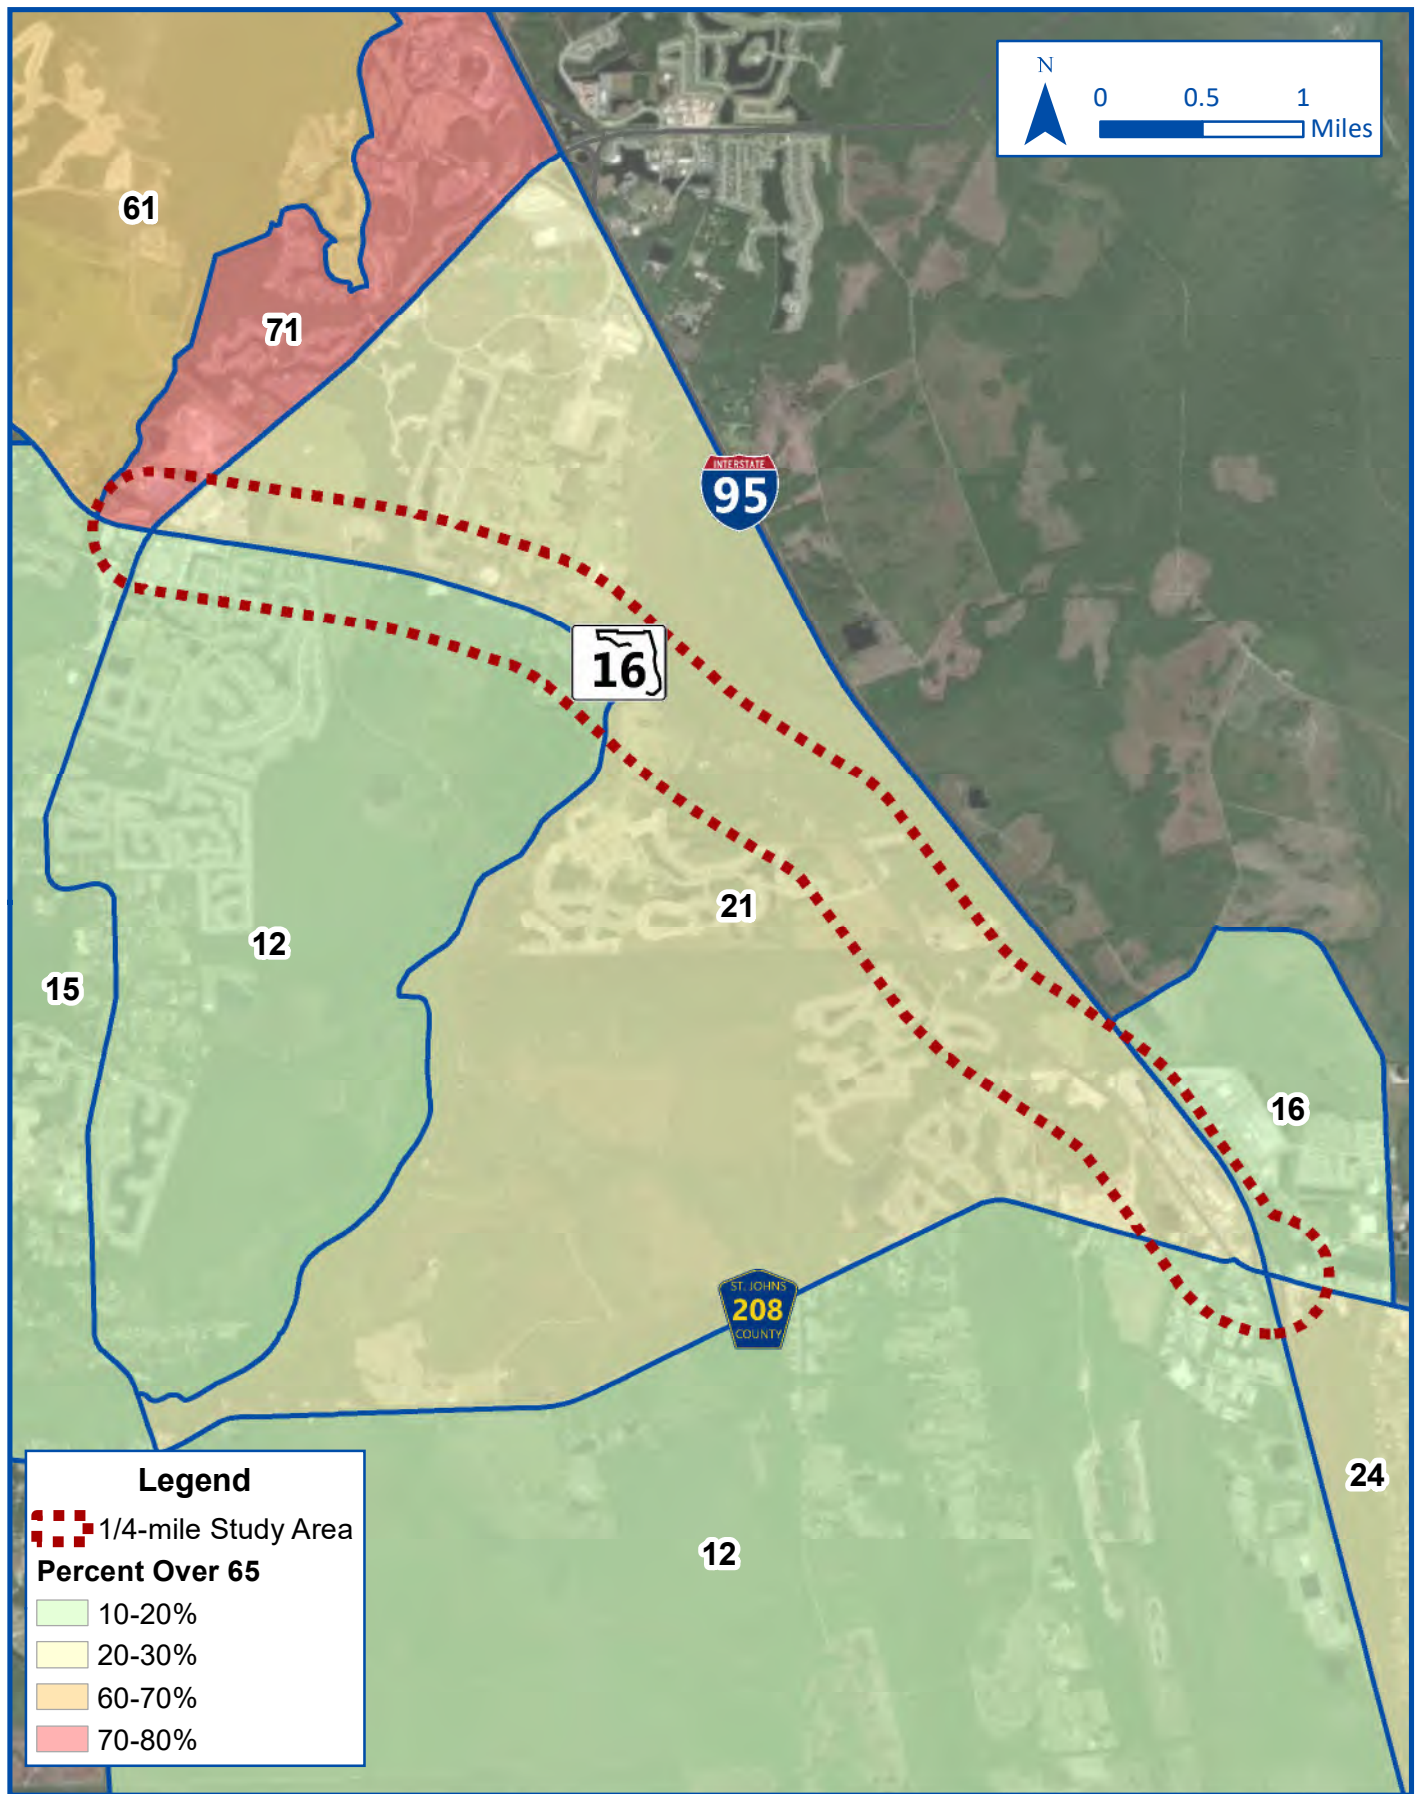 N
0 0.5 1
Miles
61
71
INTERSTATE
95
16
21
12
15
16
ST. JOHNS
208
COUNTY
24
12
Legend
1/4-mile Study Area
Percent Over 65
10-20%
20-30%
60-70%
70-80%